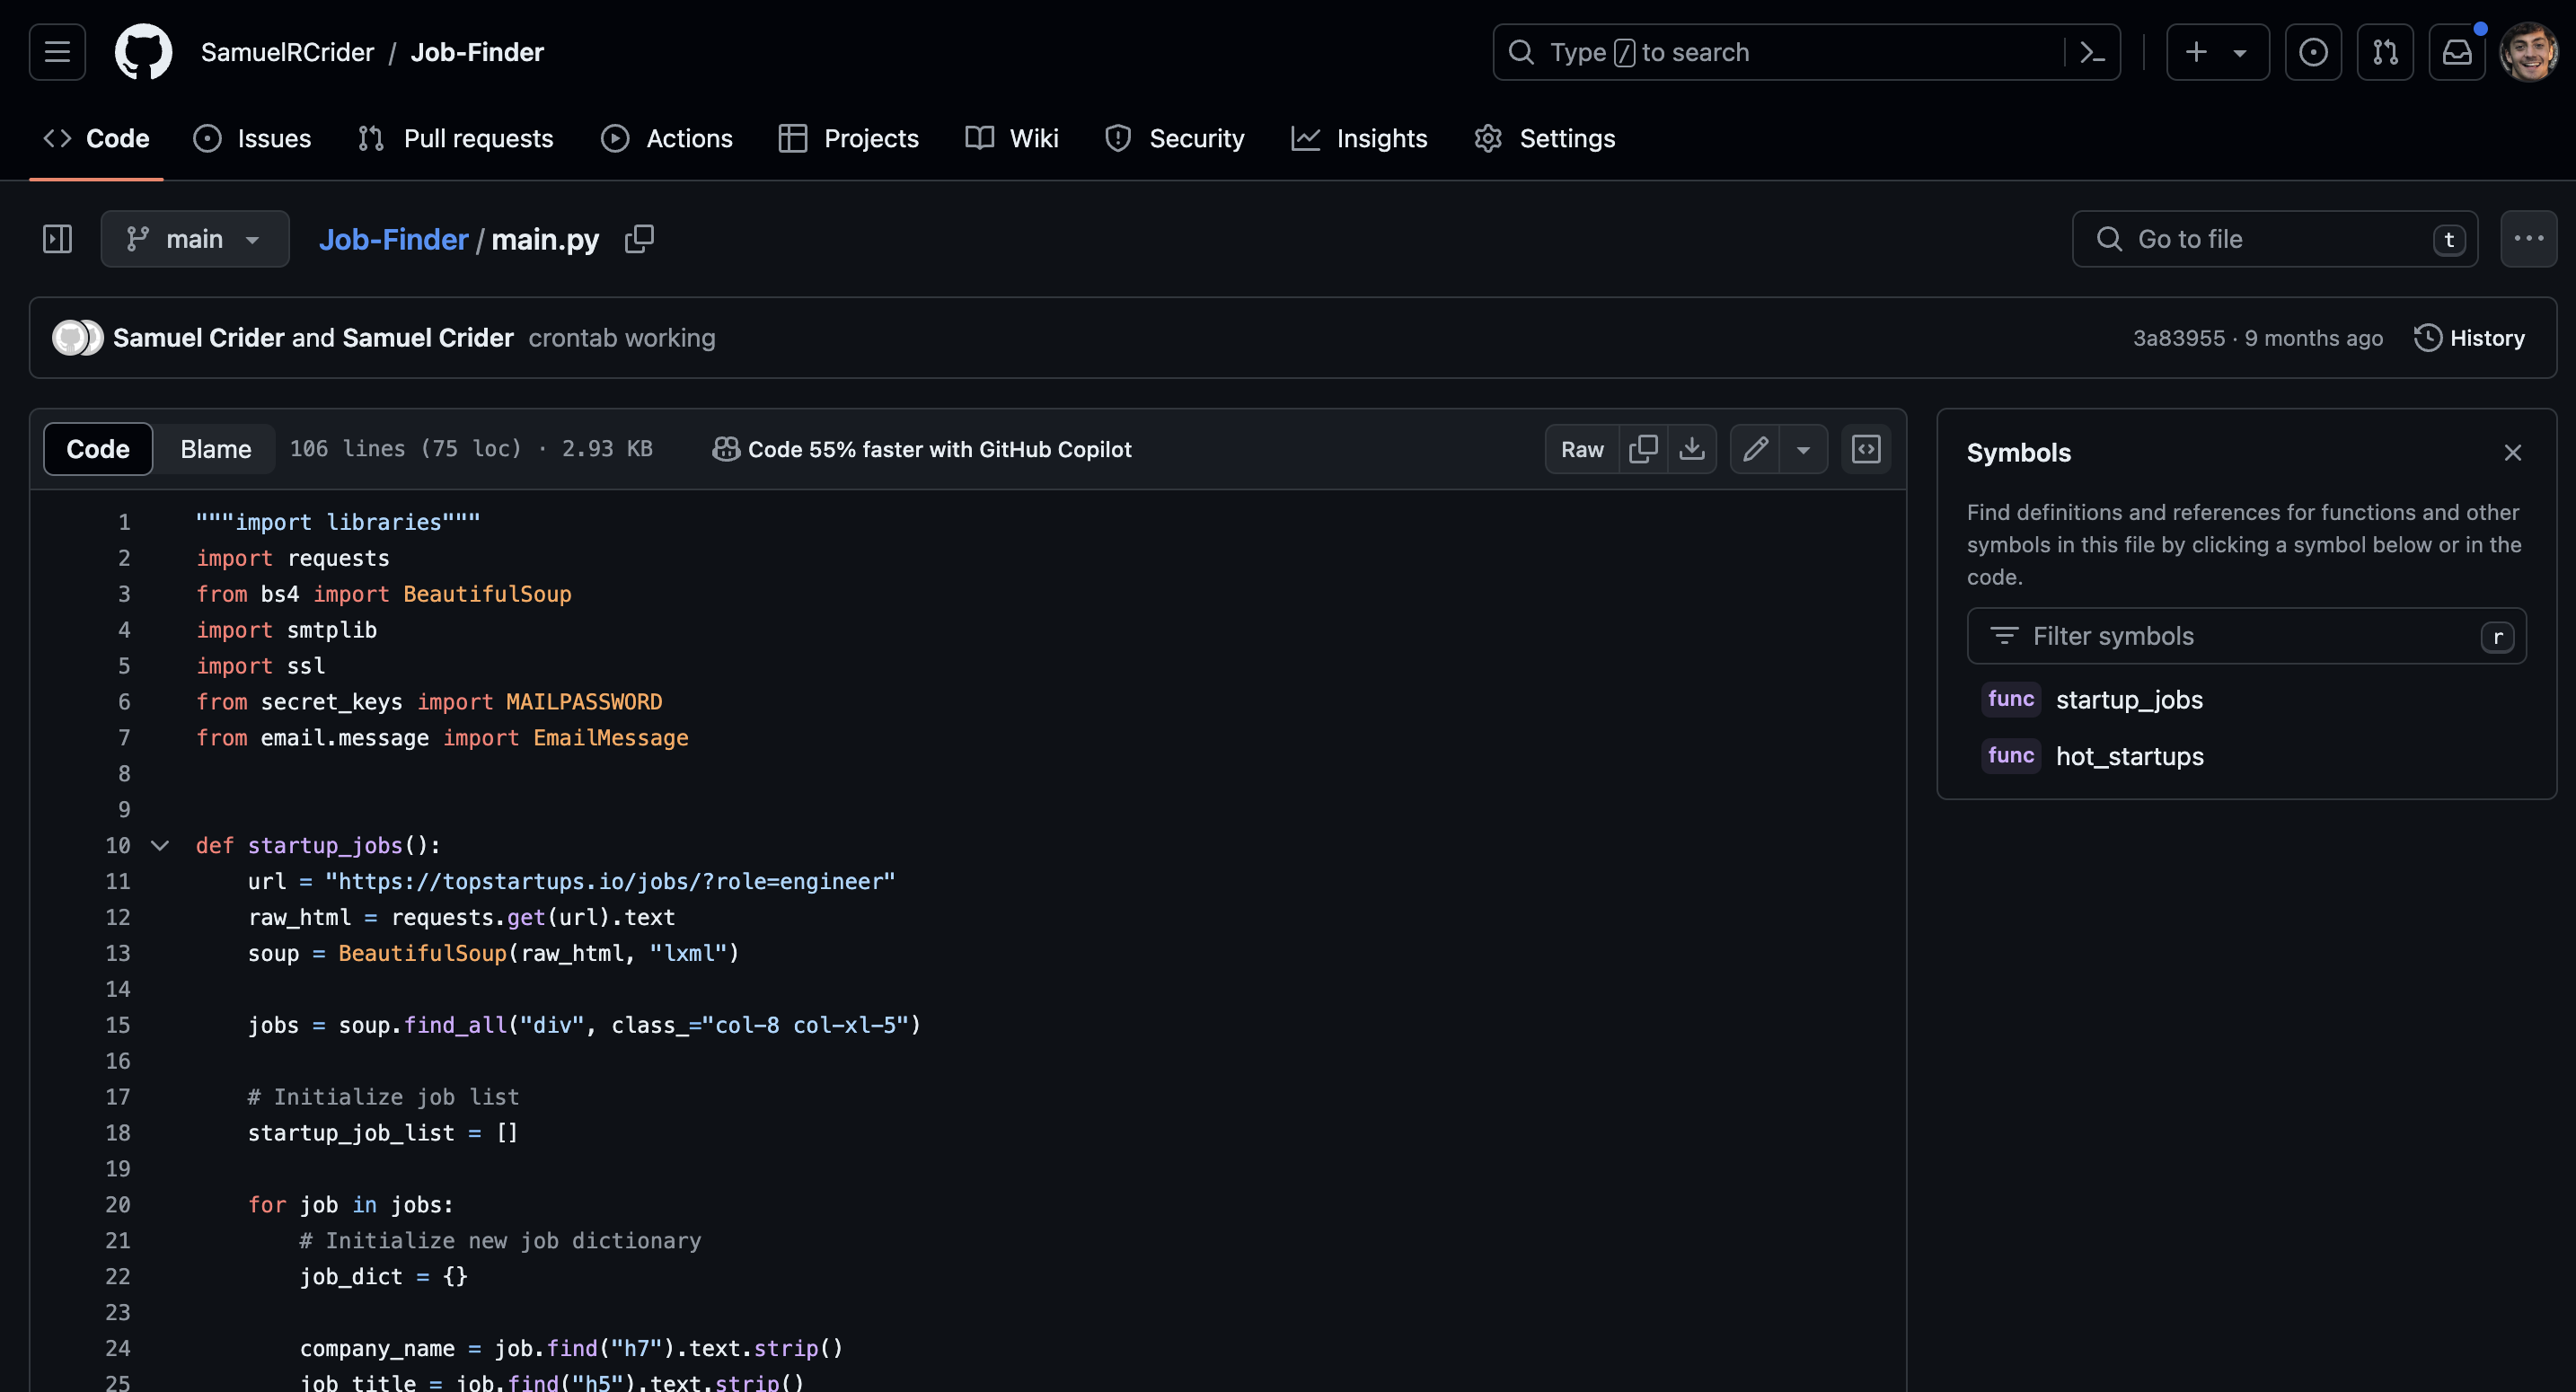 SamuelRCrider / Job-Finder
Type / to search
Code Issues Pull requests Actions Projects Wiki Security Insights Settings
main Job-Finder / main.py
Go to file t
Samuel Crider and Samuel Crider crontab working
3a83955 · 9 months ago History
Code Blame 106 lines (75 loc) · 2.93 KB Code 55% faster with GitHub Copilot
Raw
1 """import libraries"""
2 import requests
3 from bs4 import BeautifulSoup
4 import smtplib
5 import ssl
6 from secret_keys import MAILPASSWORD
7 from email.message import EmailMessage
8
9
10 def startup_jobs():
11 url = "https://topstartups.io/jobs/?role=engineer"
12 raw_html = requests.get(url).text
13 soup = BeautifulSoup(raw_html, "lxml")
14
15 jobs = soup.find_all("div", class_="col-8 col-xl-5")
16
17 # Initialize job list
18 startup_job_list = []
19
20 for job in jobs:
21 # Initialize new job dictionary
22 job_dict = {}
23
24 company_name = job.find("h7").text.strip()
25 job_title = job.find("h5").text.strip()
Symbols
Find definitions and references for functions and other
symbols in this file by clicking a symbol below or in the
code.
Filter symbols r
func startup_jobs
func hot_startups